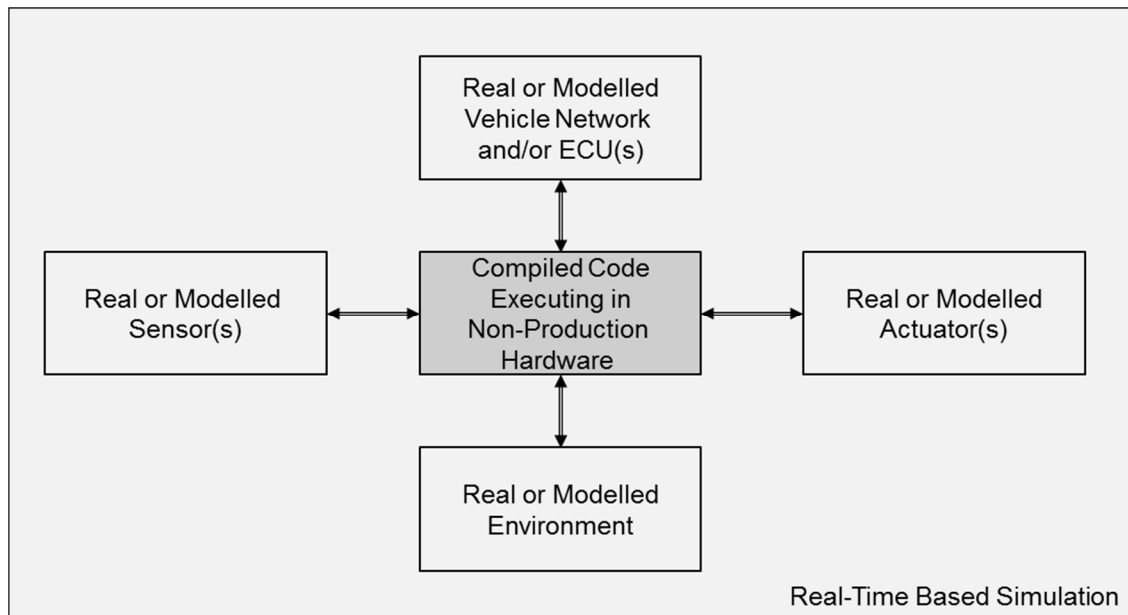 Real or Modelled
Vehicle Network
and/or ECU(s)
Real or Modelled
Sensor(s)
Compiled Code
Executing in
Non-Production
Hardware
Real or Modelled
Actuator(s)
Real or Modelled
Environment
Real-Time Based Simulation